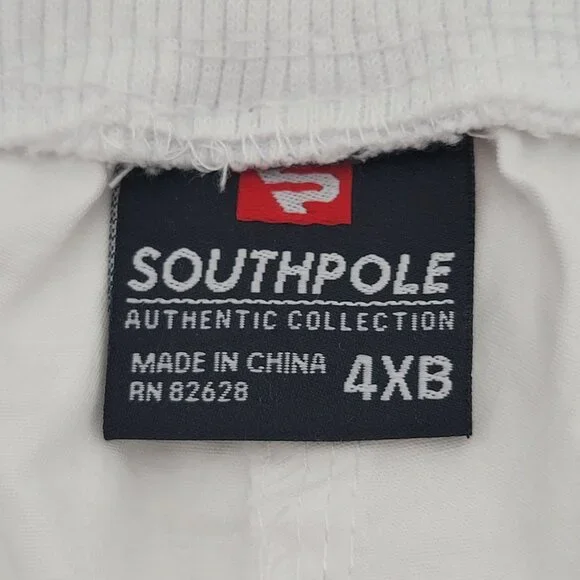 SOUTHPOLE
AUTHENTIC COLLECTION
MADE IN CHINA
RN 82628
4XB